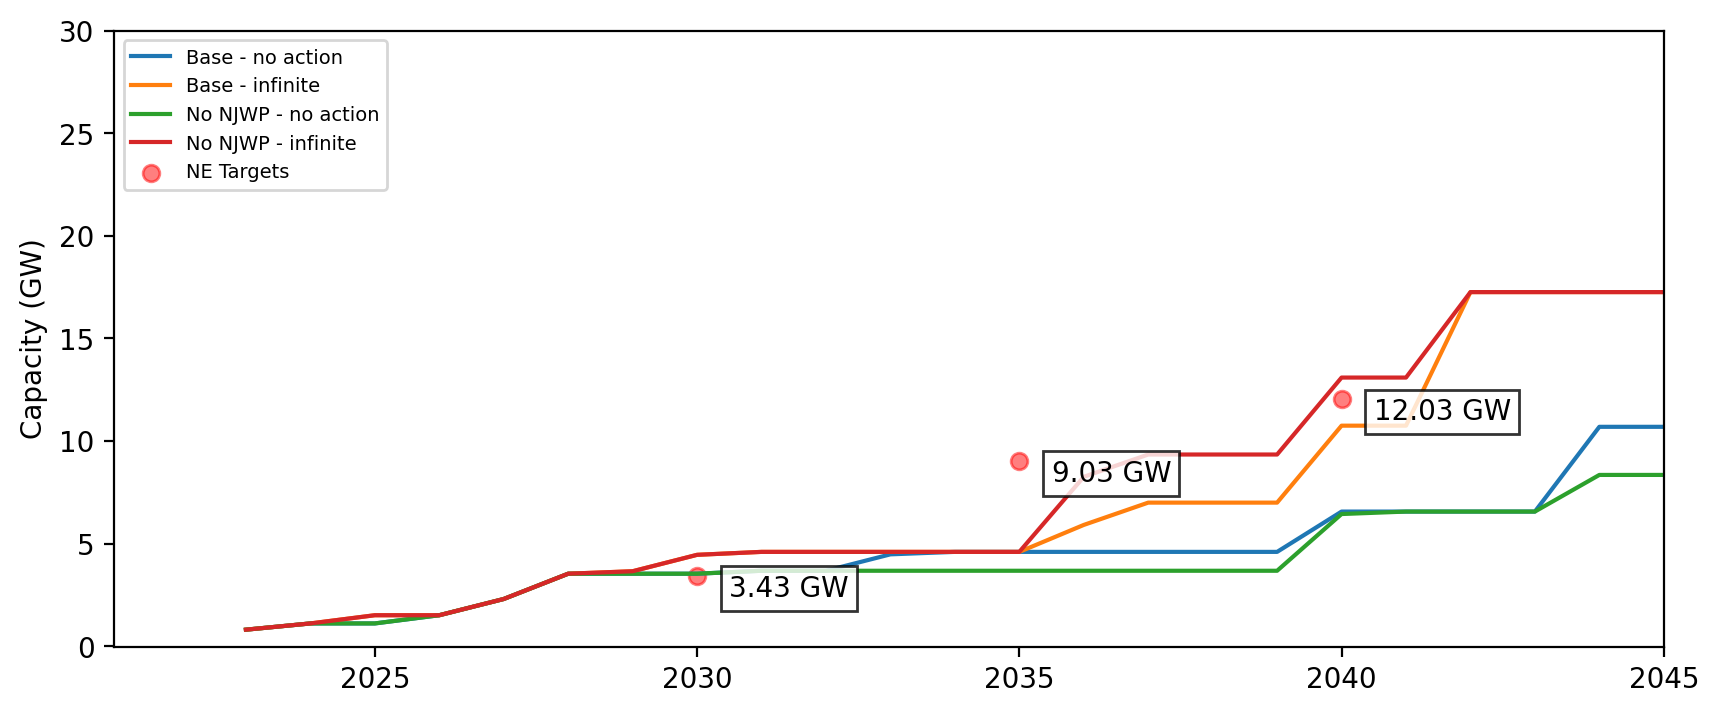 30
25
20
15
10
5
0
Capacity (GW)
Base - no action
Base - infinite
No NJWP - no action
No NJWP - infinite
NE Targets
12.03 GW
9.03 GW
3.43 GW
2025
2030
2035
2040
2045